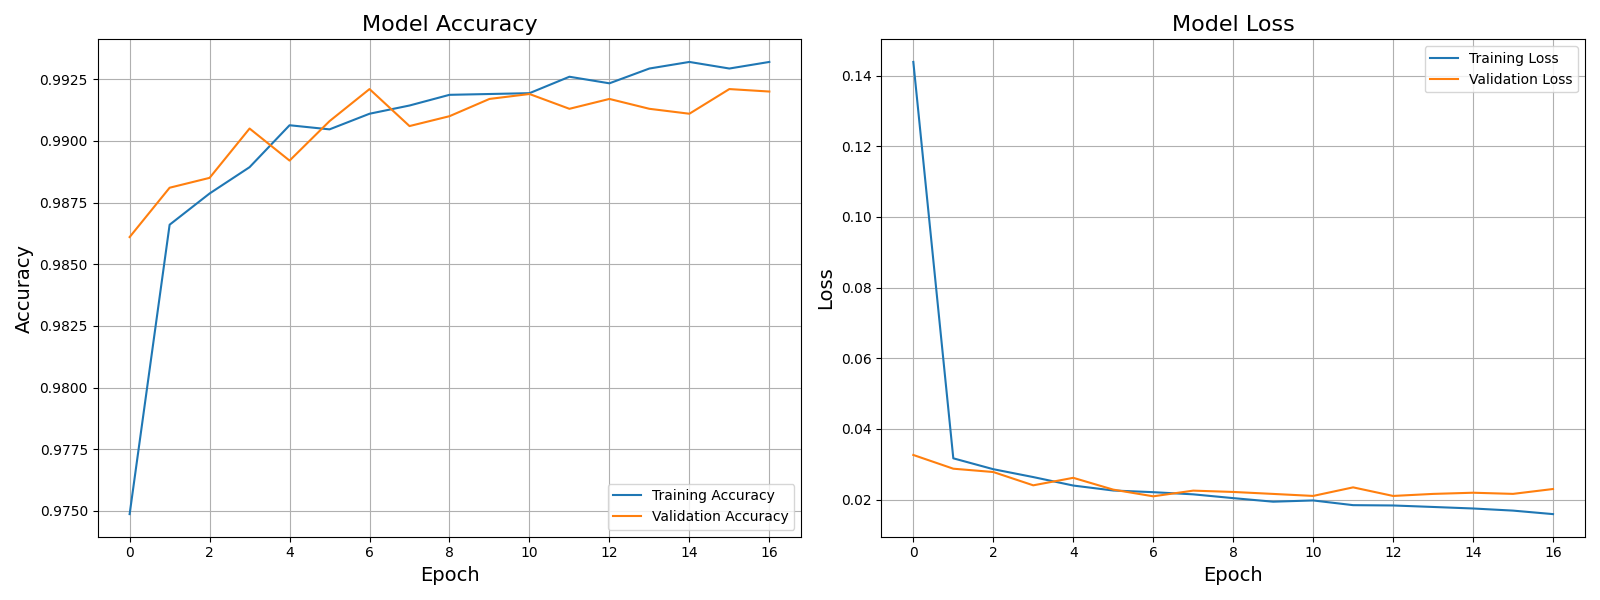 Model Accuracy
0.9925
0.9900
0.9875
0.9850
0.9825
0.9800
0.9775
0.9750
Accuracy
0 2 4 6 8 10 12 14 16
Epoch
Training Accuracy
Validation Accuracy
Model Loss
0.14
0.12
0.10
0.08
0.06
0.04
0.02
Loss
0 2 4 6 8 10 12 14 16
Epoch
Training Loss
Validation Loss